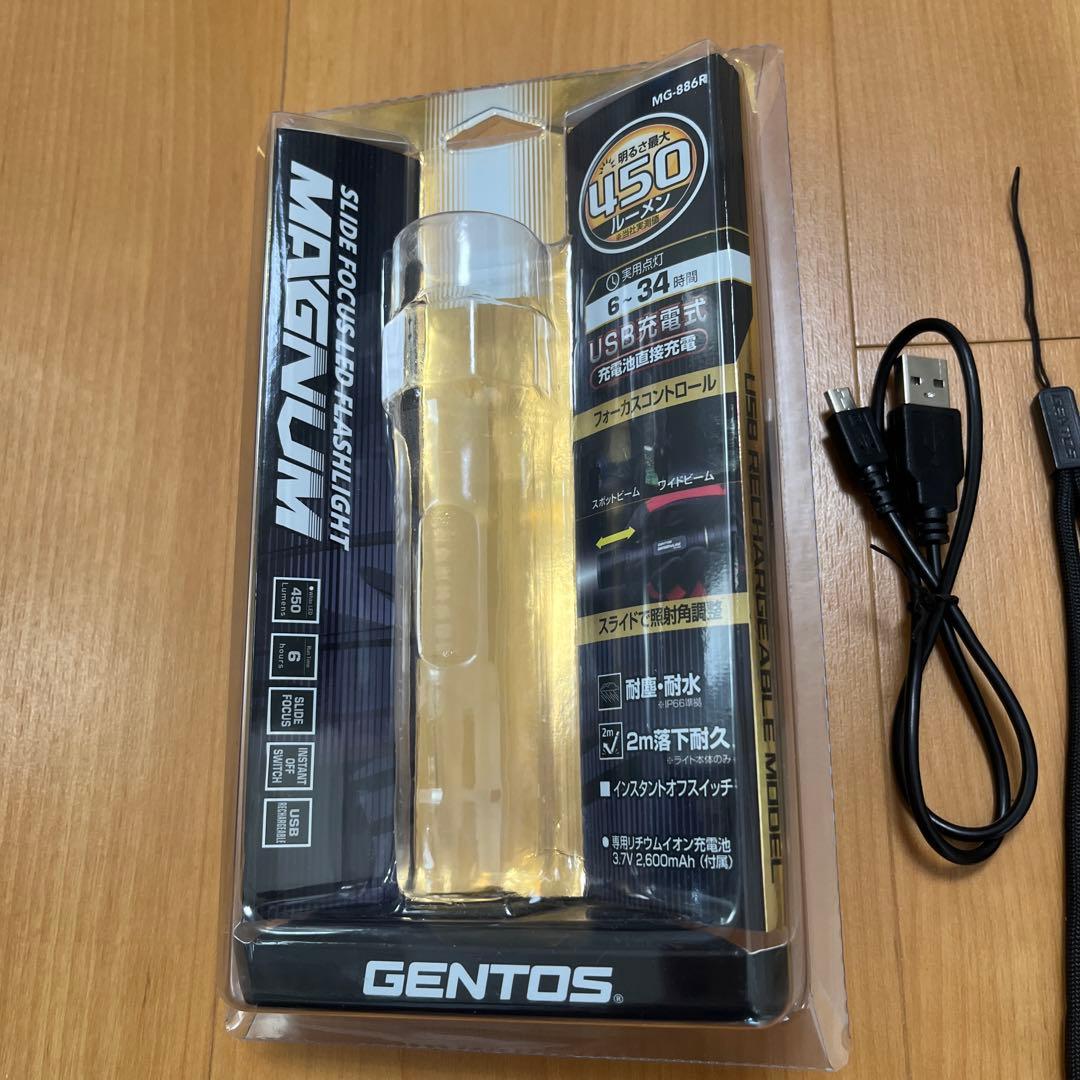 MG-886R
明るさ最大
450
ルーメン
※当社実測値
実用点灯
6～34時間
USB充電式
充電池直接充電
フォーカスコントロール
スポットビーム
ワイドビーム
スライドで照射角調整
耐塵・耐水
※IP66準拠
2m
2m落下耐久
※ライト本体のみ
■インスタントオフスイッチ
●専用リチウムイオン充電池
3.7V 2,600mAh（付属）
USB RECHARGEABLE MODEL
SLIDE FOCUS LED FLASHLIGHT
MAGNUM
White LED
450
Lumens
Run Time
6
hours
SLIDE
FOCUS
INSTANT
OFF
SWITCH
USB
RECHARGEABLE
GENTOS®
GENTOS